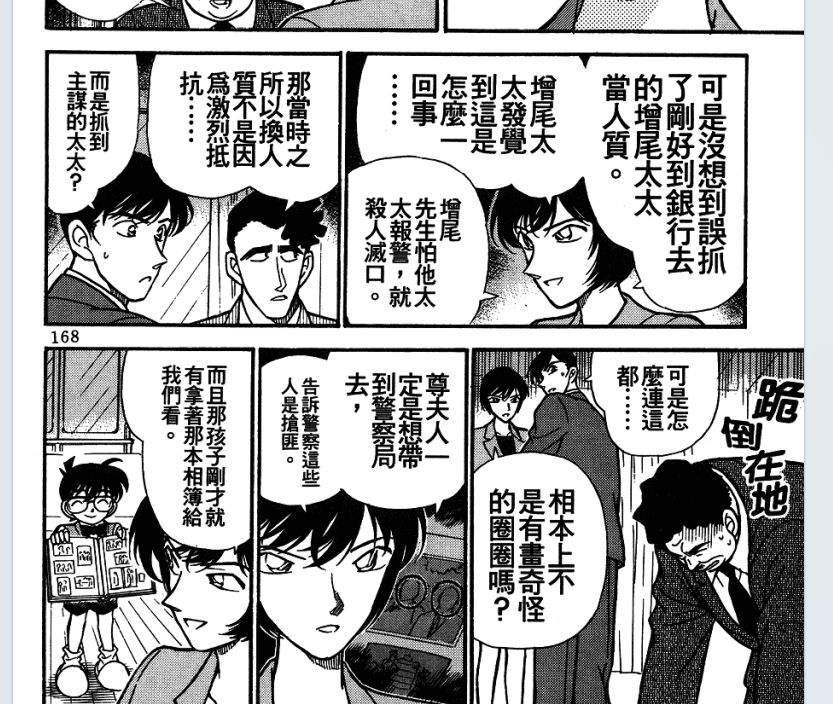 可是沒想到誤抓
了剛好到銀行去
的增尾太太
當人質。
增尾太
太發覺
到這是
怎麼一
回事
……
增尾
先生怕他太
太報警，就
殺人滅口。
那當時之
所以換人
質不是因
為激烈抵
抗……
而是抓到
主謀的太太？
168
跪
倒
在
地
可是怎
麼連這
都……
相本上不
是有畫奇怪
的圈圈嗎？
尊夫人一
定是想帶
到警察局
去，
告訴警察這些
人是搶匪。
而且那孩子剛才就
有拿著那本相簿給
我們看。